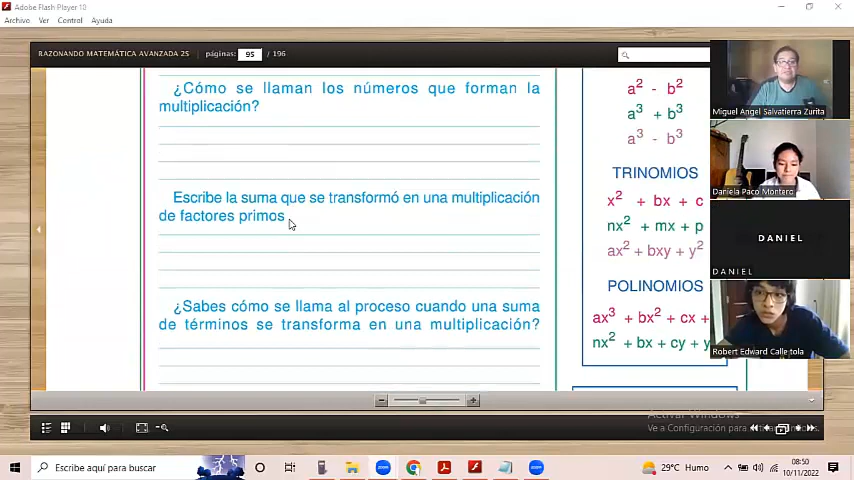 Adobe Flash Player 10
Archivo Ver Control Ayuda
RAZONANDO MATEMÁTICA AVANZADA 2S páginas: 95 / 196
¿Cómo se llaman los números que forman la
multiplicación?
Escribe la suma que se transformó en una multiplicación
de factores primos
¿Sabes cómo se llama al proceso cuando una suma
de términos se transforma en una multiplicación?
a² - b²
a³ + b³
a³ - b³
TRINOMIOS
x² + bx + c
nx² + mx + p
ax² + bxy + y²
POLINOMIOS
ax³ + bx² + cx +
nx² + bx + cy + y
Miguel Angel Salvatierra Zurita
Daniela Paco Montero
DANIEL
DANIEL
Robert Edward Calle tola
Activar Windows
Ve a Configuración para
Escribe aquí para buscar
29°C Humo
08:50
10/11/2022